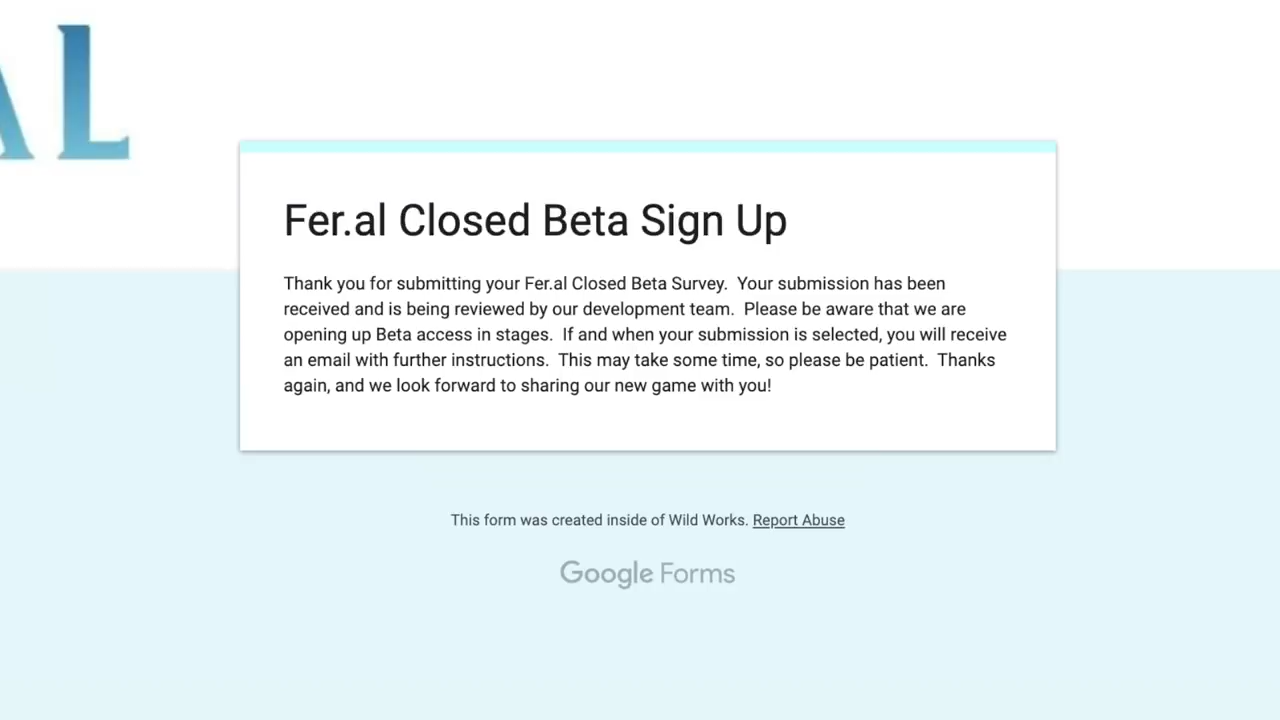 AL
Fer.al Closed Beta Sign Up
Thank you for submitting your Fer.al Closed Beta Survey.  Your submission has been
received and is being reviewed by our development team.  Please be aware that we are
opening up Beta access in stages.  If and when your submission is selected, you will receive
an email with further instructions.  This may take some time, so please be patient.  Thanks
again, and we look forward to sharing our new game with you!
This form was created inside of Wild Works. Report Abuse
Google Forms